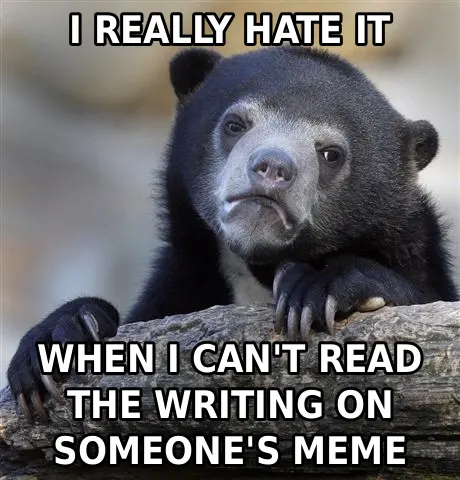 I REALLY HATE IT
WHEN I CAN'T READ
THE WRITING ON
SOMEONE'S MEME